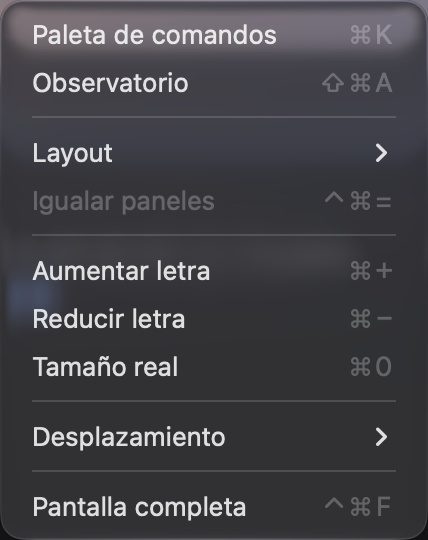 Paleta de comandos ⌘K
Observatorio ⇧⌘A
Layout >
Igualar paneles ^⌘=
Aumentar letra ⌘+
Reducir letra ⌘−
Tamaño real ⌘0
Desplazamiento >
Pantalla completa ^⌘F